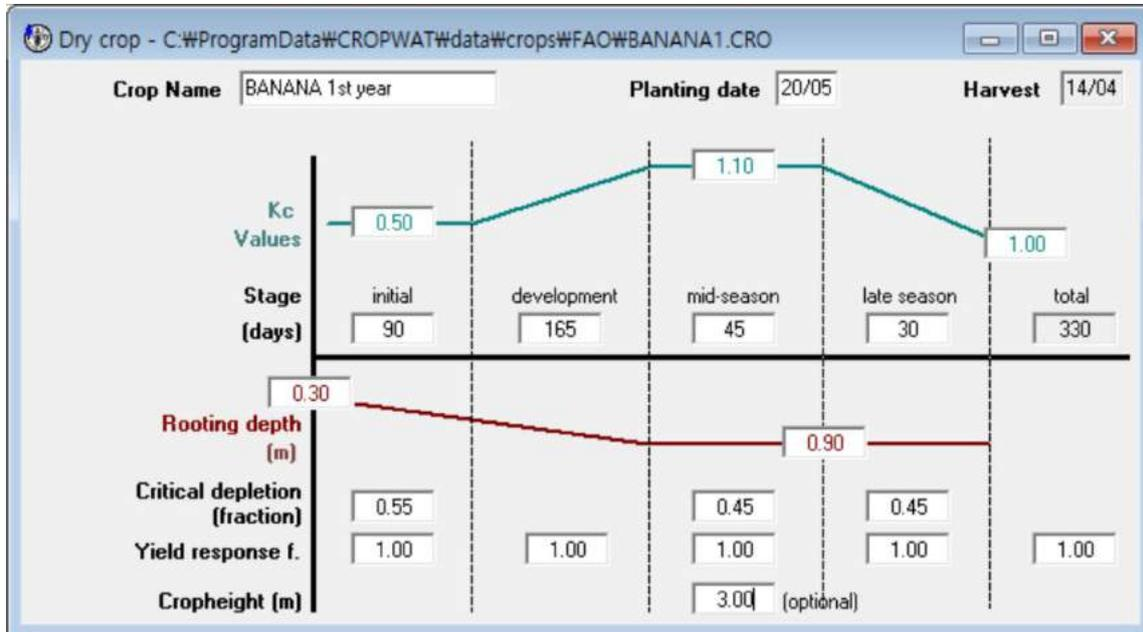 Dry crop - C:₩ProgramData₩CROPWAT₩data₩crops₩FAO₩BANANA1.CRO
Crop Name BANANA 1st year Planting date 20/05 Harvest 14/04
1.10
Kc
Values
0.50
1.00
Stage initial development mid-season late season total
(days) 90 165 45 30 330
0.30
Rooting depth
(m)
0.90
Critical depletion
(fraction) 0.55 0.45 0.45
Yield response f. 1.00 1.00 1.00 1.00 1.00
Cropheight (m) 3.00 (optional)